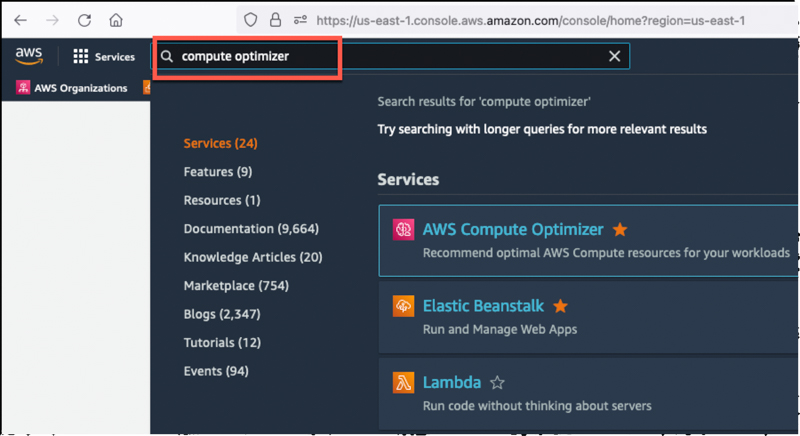 https://us-east-1.console.aws.amazon.com/console/home?region=us-east-1
aws
Services
compute optimizer
AWS Organizations
Search results for 'compute optimizer'
Try searching with longer queries for more relevant results
Services (24)
Features (9)
Resources (1)
Documentation (9,664)
Knowledge Articles (20)
Marketplace (754)
Blogs (2,347)
Tutorials (12)
Events (94)
Services
AWS Compute Optimizer
Recommend optimal AWS Compute resources for your workloads
Elastic Beanstalk
Run and Manage Web Apps
Lambda
Run code without thinking about servers